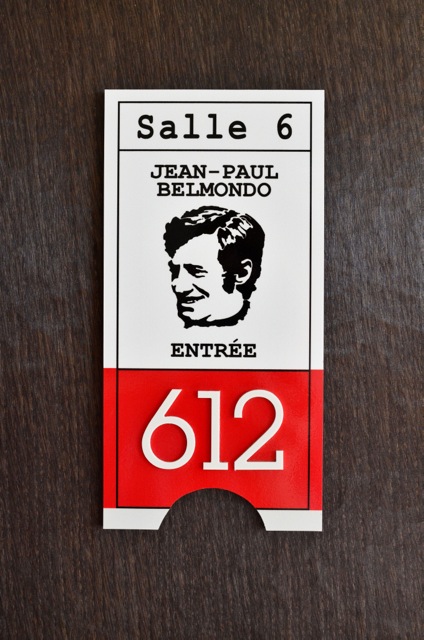 Salle 6
JEAN-PAUL
BELMONDO
ENTRÉE
612